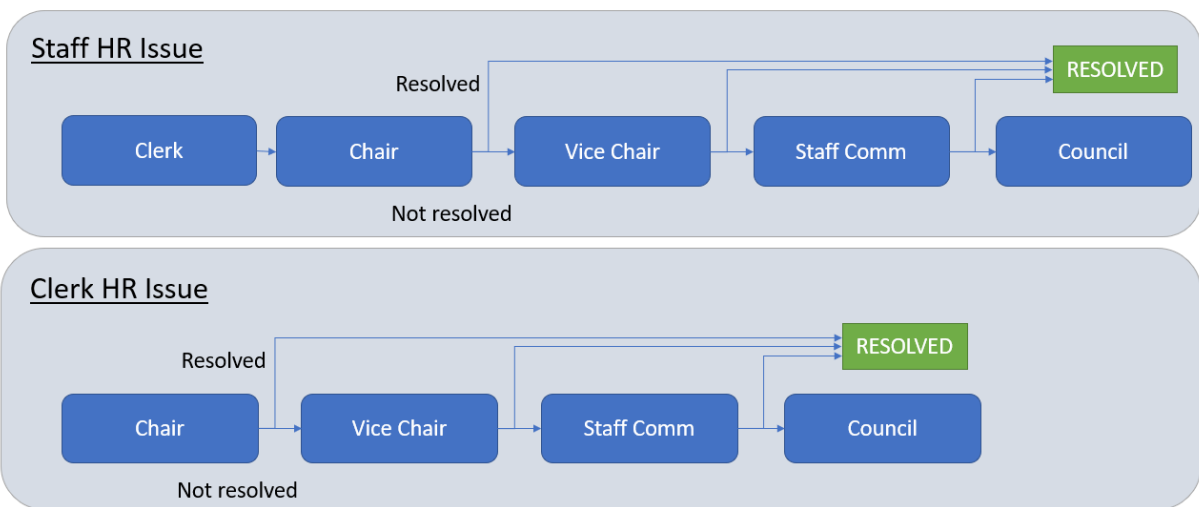 Staff HR Issue
Resolved
RESOLVED
Clerk
Chair
Vice Chair
Staff Comm
Council
Not resolved
Clerk HR Issue
Resolved
RESOLVED
Chair
Vice Chair
Staff Comm
Council
Not resolved